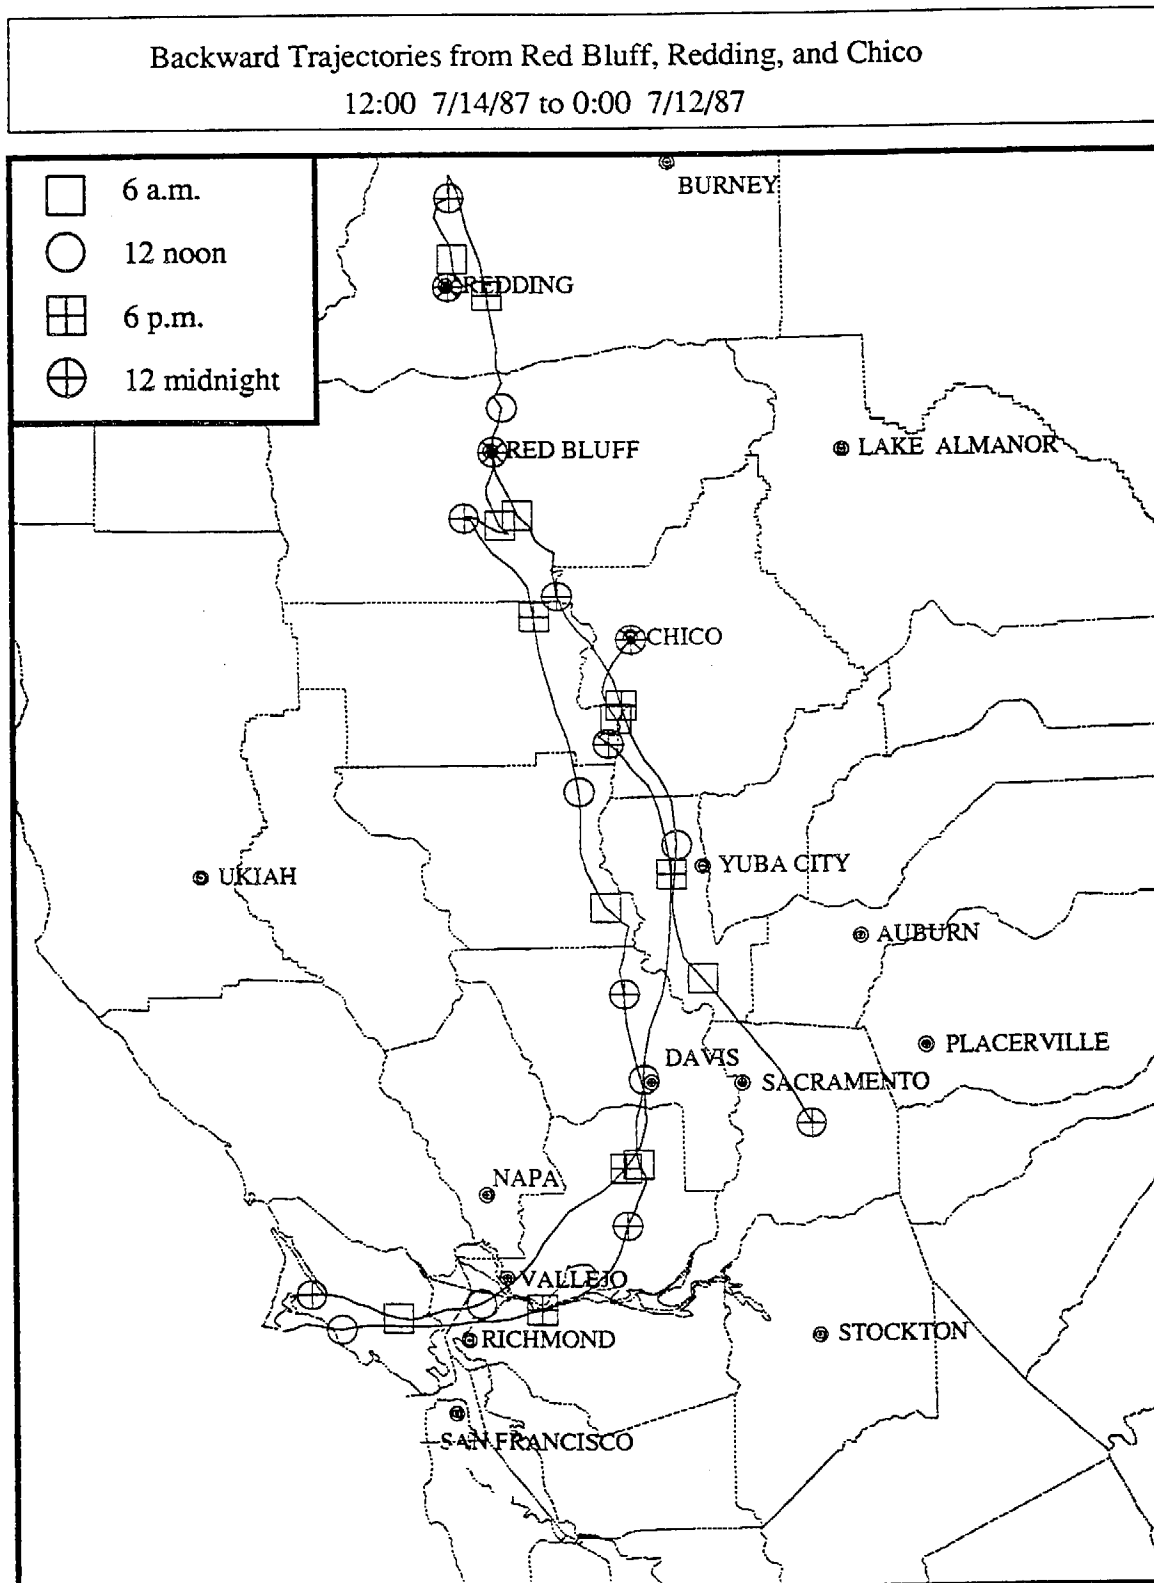 Backward Trajectories from Red Bluff, Redding, and Chico
12:00 7/14/87 to 0:00 7/12/87
6 a.m.
12 noon
6 p.m.
12 midnight
BURNEY
REDDING
RED BLUFF
LAKE ALMANOR
CHICO
YUBA CITY
UKIAH
AUBURN
PLACERVILLE
DAVIS
SACRAMENTO
NAPA
VALLEJO
RICHMOND
STOCKTON
SAN FRANCISCO